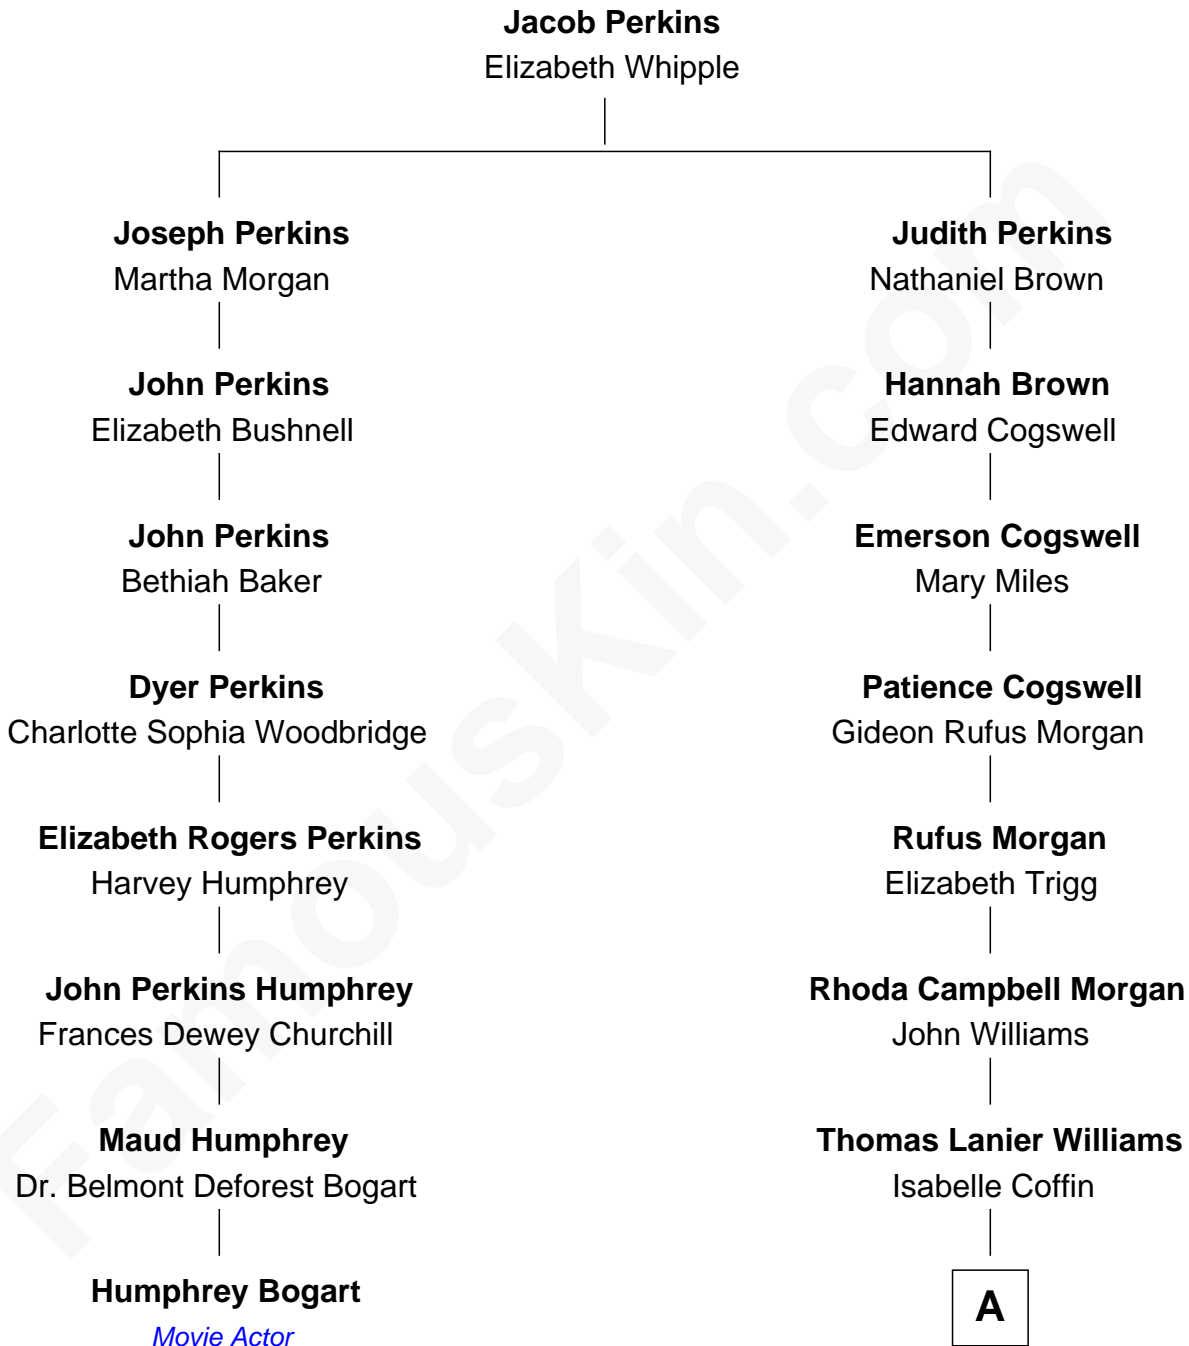 Jacob Perkins
Elizabeth Whipple
Joseph Perkins
Martha Morgan
John Perkins
Elizabeth Bushnell
John Perkins
Bethiah Baker
Dyer Perkins
Charlotte Sophia Woodbridge
Elizabeth Rogers Perkins
Harvey Humphrey
John Perkins Humphrey
Frances Dewey Churchill
Maud Humphrey
Dr. Belmont Deforest Bogart
Humphrey Bogart
Movie Actor
Judith Perkins
Nathaniel Brown
Hannah Brown
Edward Cogswell
Emerson Cogswell
Mary Miles
Patience Cogswell
Gideon Rufus Morgan
Rufus Morgan
Elizabeth Trigg
Rhoda Campbell Morgan
John Williams
Thomas Lanier Williams
Isabelle Coffin
A
FamousKin.com